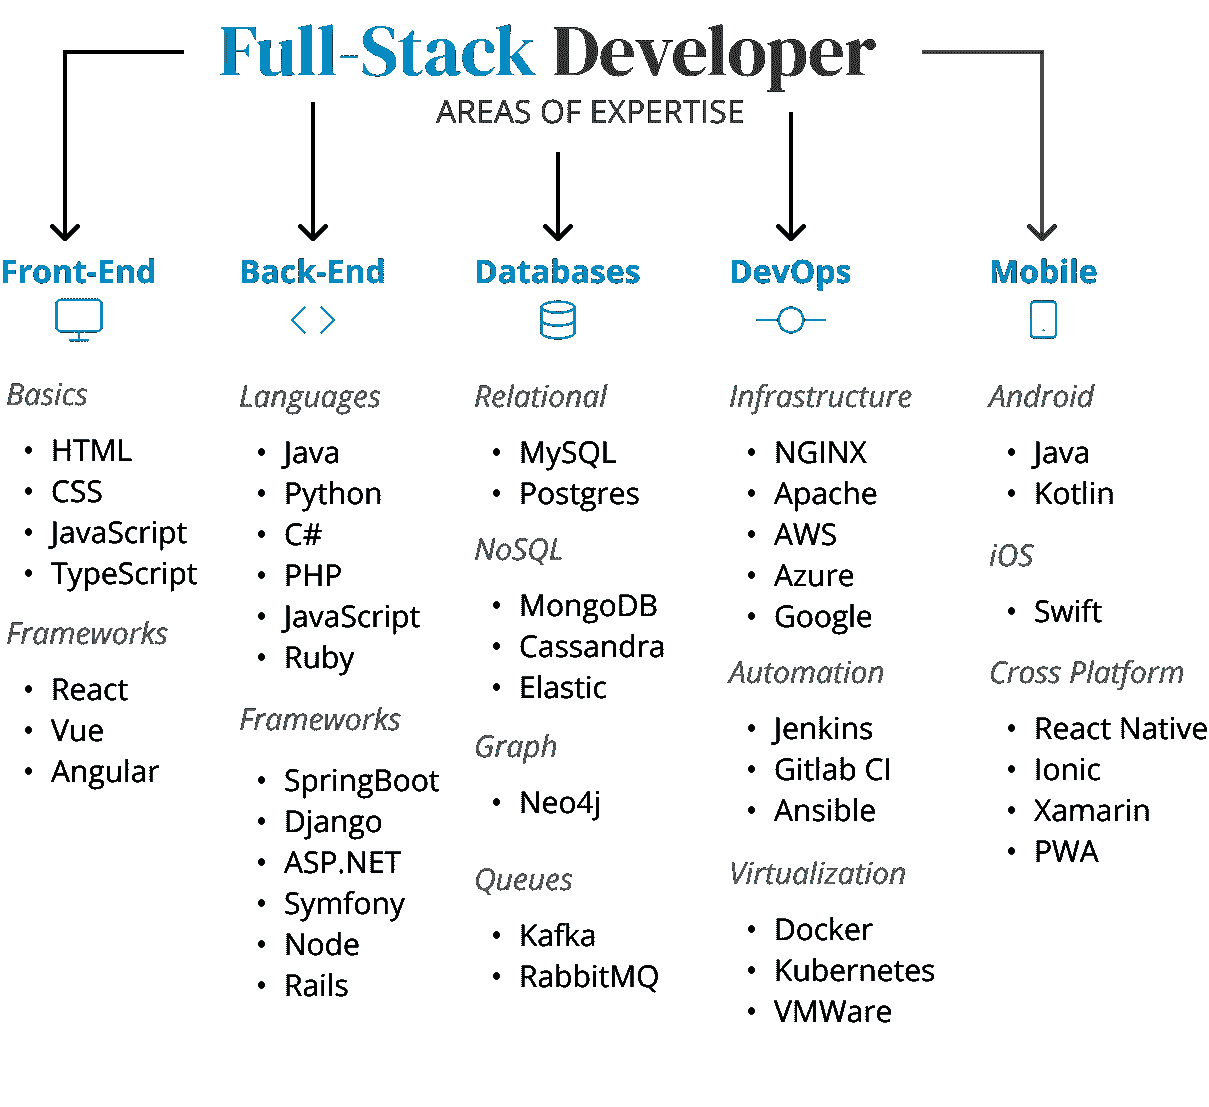 Full-Stack Developer
AREAS OF EXPERTISE
Front-End
Basics
HTML
CSS
JavaScript
TypeScript
Frameworks
React
Vue
Angular
Back-End
Languages
Java
Python
C#
PHP
JavaScript
Ruby
Frameworks
SpringBoot
Django
ASP.NET
Symfony
Node
Rails
Databases
Relational
MySQL
Postgres
NoSQL
MongoDB
Cassandra
Elastic
Graph
Neo4j
Queues
Kafka
RabbitMQ
DevOps
Infrastructure
NGINX
Apache
AWS
Azure
Google
Automation
Jenkins
Gitlab CI
Ansible
Virtualization
Docker
Kubernetes
VMWare
Mobile
Android
Java
Kotlin
iOS
Swift
Cross Platform
React Native
Ionic
Xamarin
PWA